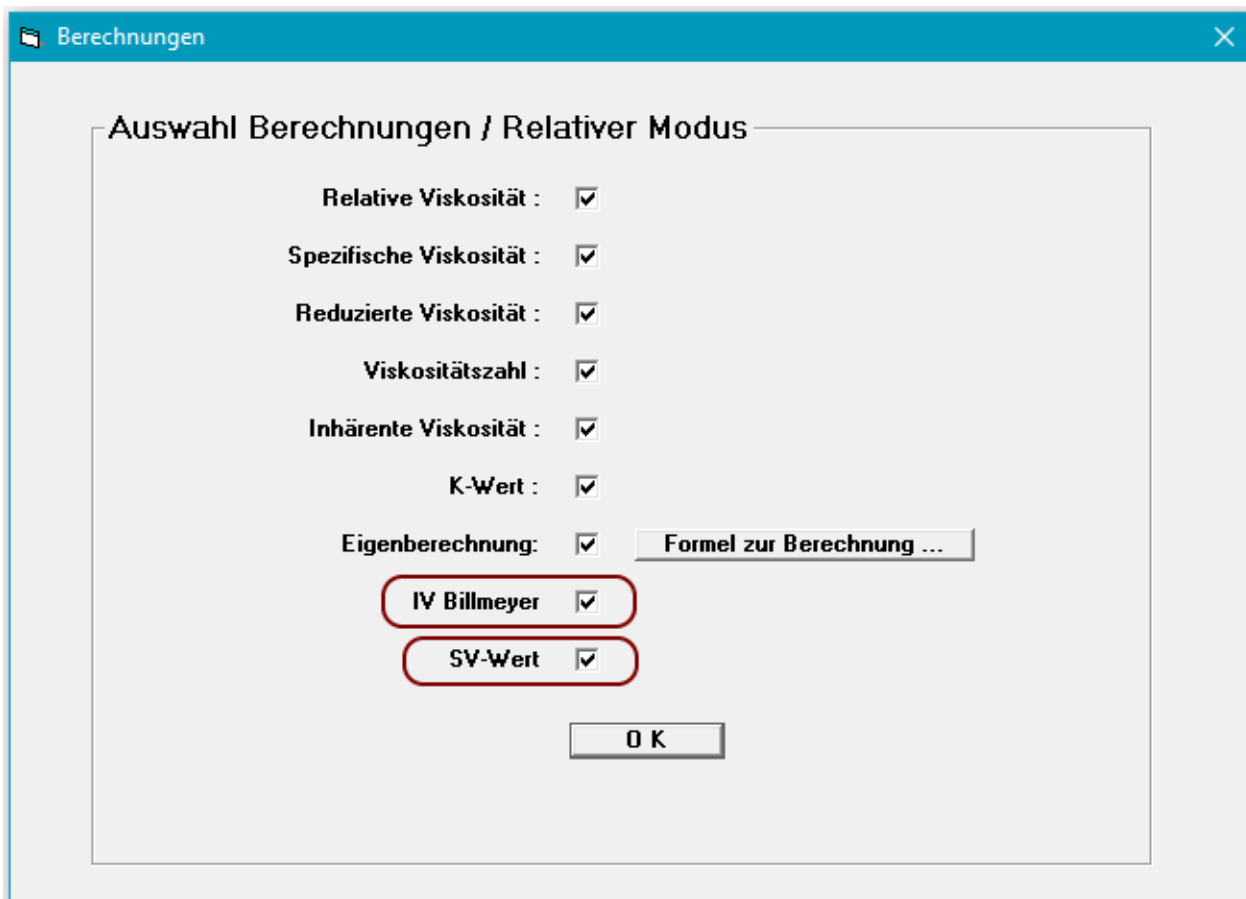 Berechnungen
Auswahl Berechnungen / Relativer Modus
Relative Viskosität :
Spezifische Viskosität :
Reduzierte Viskosität :
Viskositätszahl :
Inhärente Viskosität :
K-Wert :
Eigenberechnung: Formel zur Berechnung ...
IV Billmeyer
SV-Wert
O K